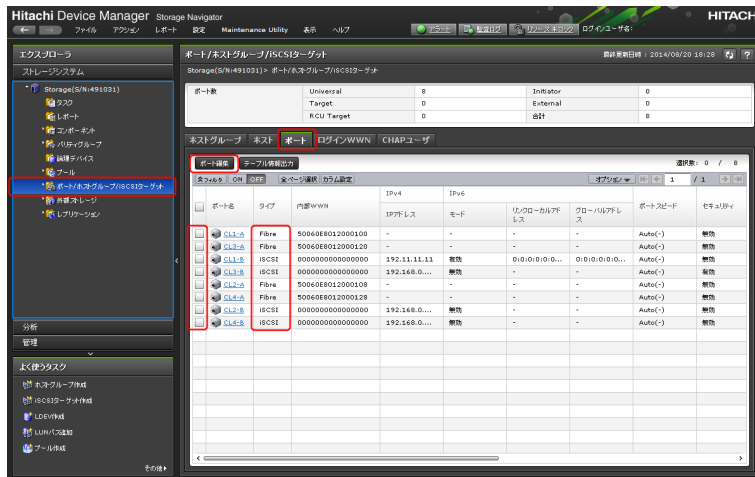 Hitachi Device Manager Storage Navigator
HITACHI
ファイル アクション レポート 設定 Maintenance Utility 表示 ヘルプ
アラート 監査ログ リソースロック ログインユーザ名:
エクスプローラ
ストレージシステム
Storage(S/N:491031)
タスク
レポート
コンポーネント
パリティグループ
論理デバイス
プール
ポート/ホストグループ/iSCSIターゲット
外部ストレージ
レプリケーション
分析
管理
よく使うタスク
ホストグループ作成
iSCSIターゲット作成
LDEV作成
LUNパス追加
プール作成
その他
ポート/ホストグループ/iSCSIターゲット
最終更新日時 : 2014/08/20 18:28
Storage(S/N:491031)> ポート/ホストグループ/iSCSIターゲット
ポート数 Universal 8 Initiator 0
Target 0 External 0
RCU Target 0 合計 8
ホストグループ ホスト ポート ログインWWN CHAPユーザ
ポート編集 テーブル情報出力 選択数: 0 / 8
フィルタ ON OFF 全ページ選択 カラム設定 オプション 1 / 1
IPv4 IPv6
ポート名 タイプ 内部WWN IPアドレス モード リンクローカルアドレス グローバルアドレス ポートスピード セキュリティ
CL1-A Fibre 50060E8012000100 - - - - Auto(-) 無効
CL3-A Fibre 50060E8012000120 - - - - Auto(-) 無効
CL1-B iSCSI 0000000000000000 192.11.11.11 有効 0:0:0:0:0:0... 0:0:0:0:0:0... Auto(-) 無効
CL3-B iSCSI 0000000000000000 192.168.0.... 無効 - - Auto(-) 有効
CL2-A Fibre 50060E8012000108 - - - - Auto(-) 無効
CL4-A Fibre 50060E8012000128 - - - - Auto(-) 無効
CL2-B iSCSI 0000000000000000 192.168.0.... 無効 - - Auto(-) 無効
CL4-B iSCSI 0000000000000000 192.168.0.... 無効 - - Auto(-) 無効